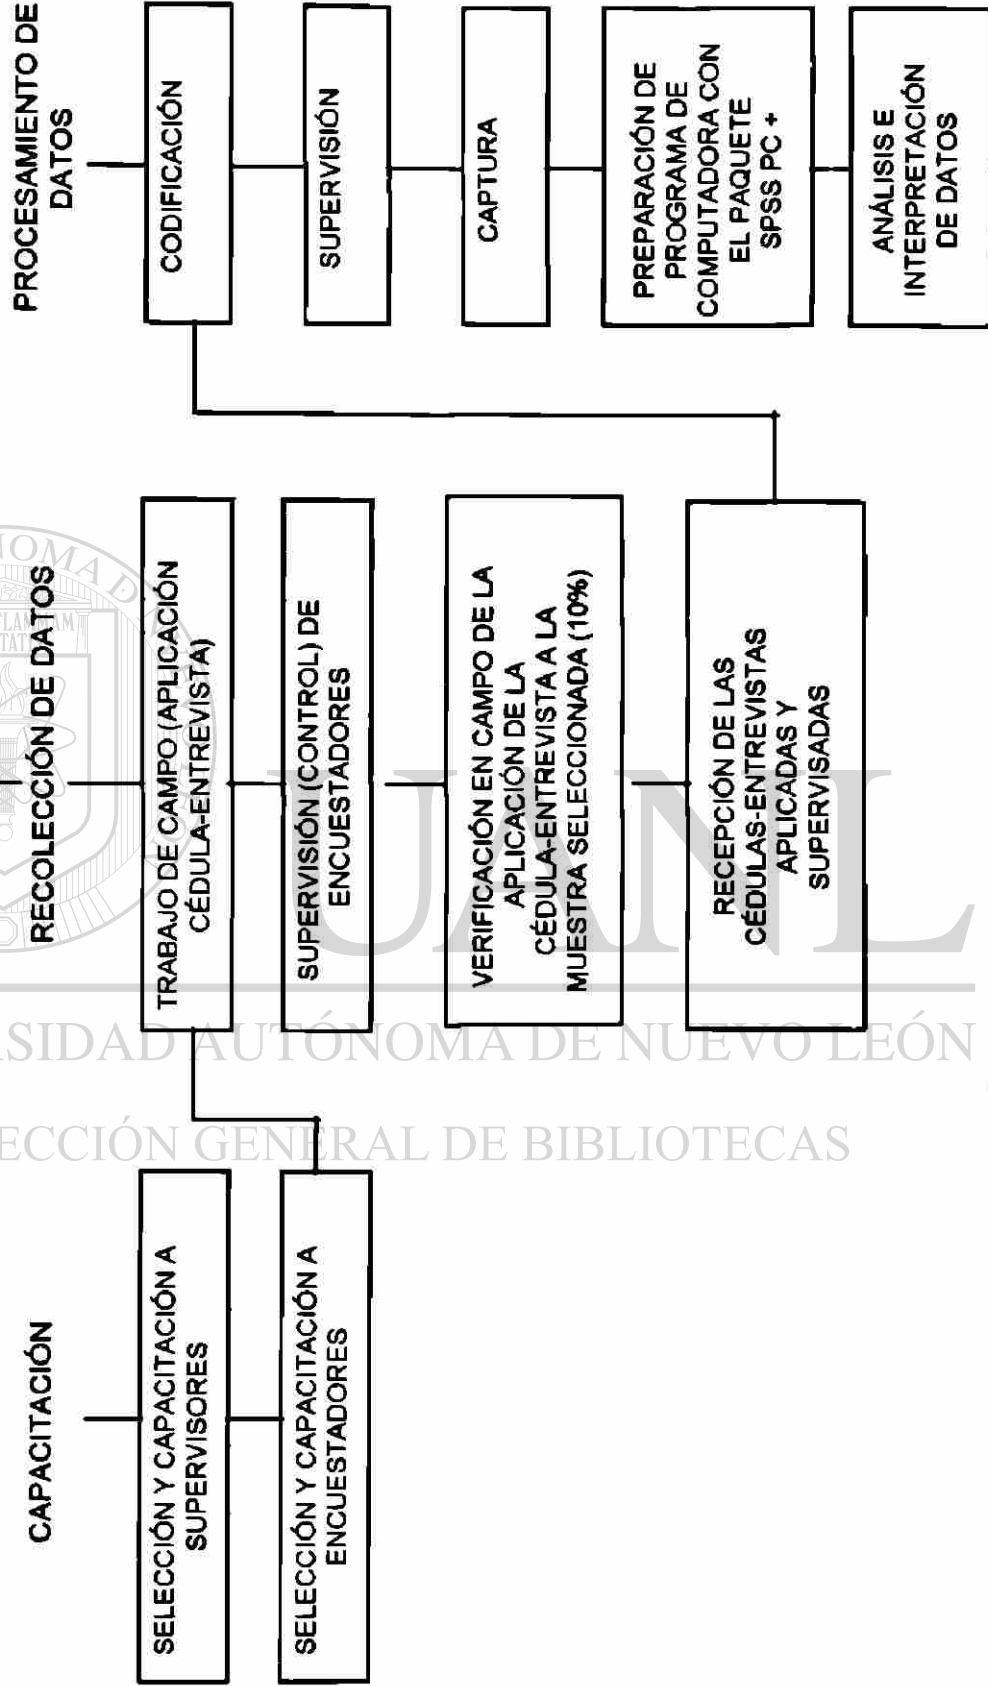 CAPACITACIÓN
SELECCIÓN Y CAPACITACIÓN A
SUPERVISORES
SELECCIÓN Y CAPACITACIÓN A
ENCUESTADORES
RECOLECCIÓN DE DATOS
TRABAJO DE CAMPO (APLICACIÓN
CÉDULA-ENTREVISTA)
SUPERVISIÓN (CONTROL) DE
ENCUESTADORES
VERIFICACIÓN EN CAMPO DE LA
APLICACIÓN DE LA
CÉDULA-ENTREVISTA A LA
MUESTRA SELECCIONADA (10%)
RECEPCIÓN DE LAS
CÉDULAS-ENTREVISTAS
APLICADAS Y
SUPERVISADAS
PROCESAMIENTO DE
DATOS
CODIFICACIÓN
SUPERVISIÓN
CAPTURA
PREPARACIÓN DE
PROGRAMA DE
COMPUTADORA CON
EL PAQUETE
SPSS PC +
ANÁLISIS E
INTERPRETACIÓN
DE DATOS
UANL
AUTÓNOMA DE NUEVO LEÓN
GENERAL DE BIBLIOTECAS